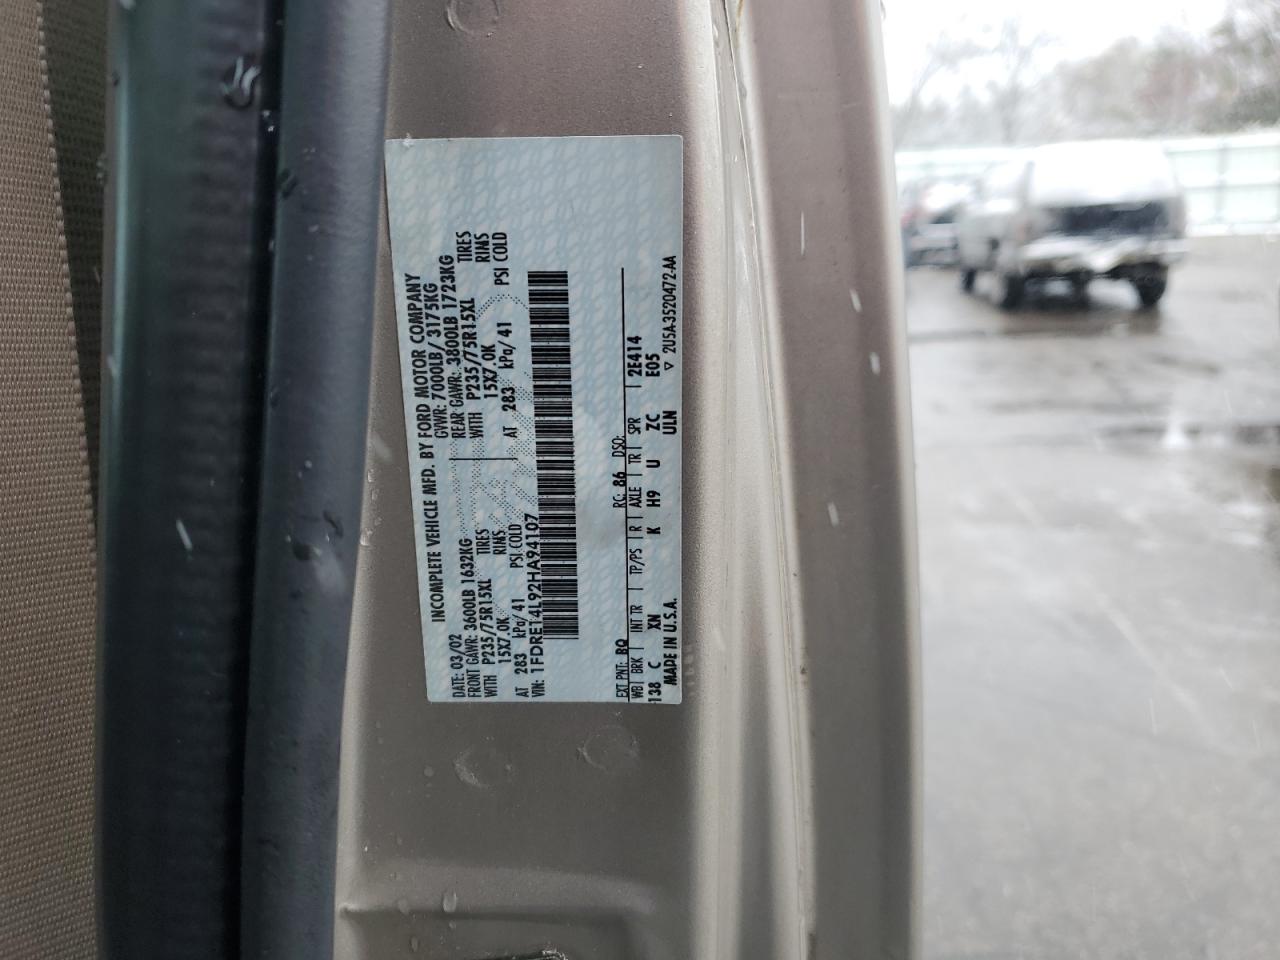 INCOMPLETE VEHICLE MFD. BY FORD MOTOR COMPANY
DATE: 03/02 GVWR: 7000LB/ 3175KG
FRONT GAWR: 3600LB 1632KG REAR GAWR: 3800LB 1723KG
WITH P235/75R15XL TIRES WITH P235/75R15XL TIRES
15X7.0K RIMS 15X7.0K RIMS
AT 283 kPa/ 41 PSI COLD AT 283 kPa/ 41 PSI COLD
VIN: 1FDRE14L92HA94107
EXT PNT: BQ RC: 86 DSO:
WB BRK INT TR TP/PS R AXLE TR SPR 2E414
138 C XN K H9 U ZC E05
MADE IN U.S.A. ULN ▽ 2U5A-3520472-AA